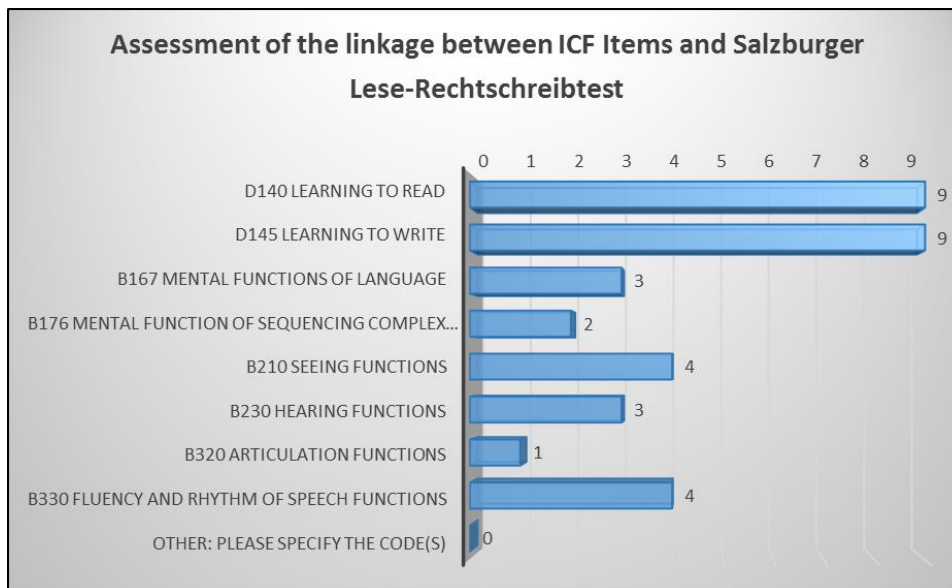 Assessment of the linkage between ICF Items and Salzburger
Lese-Rechtschreibtest
0 1 2 3 4 5 6 7 8 9
D140 LEARNING TO READ 9
D145 LEARNING TO WRITE 9
B167 MENTAL FUNCTIONS OF LANGUAGE 3
B176 MENTAL FUNCTION OF SEQUENCING COMPLEX... 2
B210 SEEING FUNCTIONS 4
B230 HEARING FUNCTIONS 3
B320 ARTICULATION FUNCTIONS 1
B330 FLUENCY AND RHYTHM OF SPEECH FUNCTIONS 4
OTHER: PLEASE SPECIFY THE CODE(S) 0